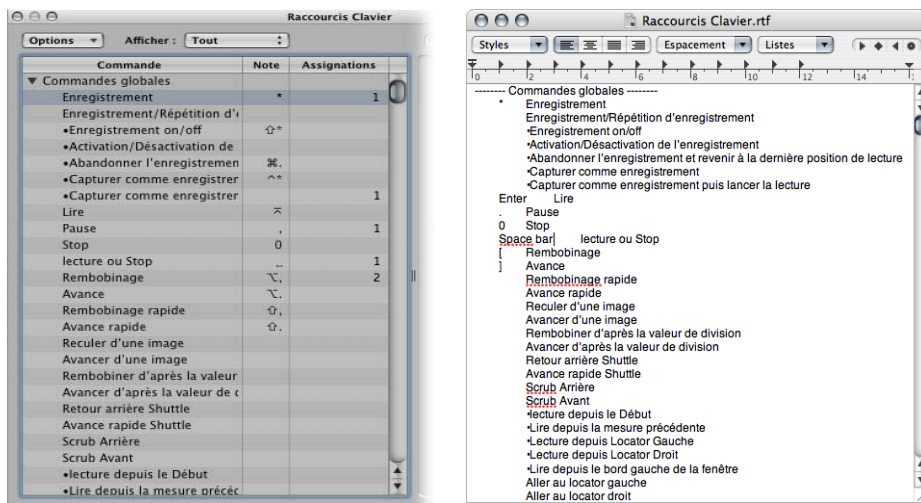 Raccourcis Clavier
Options Afficher : Tout
Commande Note Assignations
▼ Commandes globales
Enregistrement * 1
Enregistrement/Répétition d'
•Enregistrement on/off ⇧*
•Activation/Désactivation de
•Abandonner l'enregistremen ⌘.
•Capturer comme enregistrer ^*
•Capturer comme enregistrer 1
Lire ⌅
Pause , 1
Stop 0
lecture ou Stop ⎵ 1
Rembobinage ⌥, 2
Avance ⌥.
Rembobinage rapide ⇧,
Avance rapide ⇧.
Reculer d'une image
Avancer d'une image
Rembobiner d'après la valeur
Avancer d'après la valeur de
Retour arrière Shuttle
Avance rapide Shuttle
Scrub Arrière
Scrub Avant
•lecture depuis le Début
•Lire depuis la mesure précéc
Raccourcis Clavier.rtf
Styles Espacement Listes
0 2 4 6 8 10 12 14
-------- Commandes globales --------
* Enregistrement
Enregistrement/Répétition d'enregistrement
•Enregistrement on/off
•Activation/Désactivation de l'enregistrement
•Abandonner l'enregistrement et revenir à la dernière position de lecture
•Capturer comme enregistrement
•Capturer comme enregistrement puis lancer la lecture
Enter Lire
. Pause
0 Stop
Space bar lecture ou Stop
[ Rembobinage
] Avance
Rembobinage rapide
Avance rapide
Reculer d'une image
Avancer d'une image
Rembobiner d'après la valeur de division
Avancer d'après la valeur de division
Retour arrière Shuttle
Avance rapide Shuttle
Scrub Arrière
Scrub Avant
•lecture depuis le Début
•Lire depuis la mesure précédente
•Lecture depuis Locator Gauche
•Lecture depuis Locator Droit
•Lire depuis le bord gauche de la fenêtre
Aller au locator gauche
Aller au locator droit